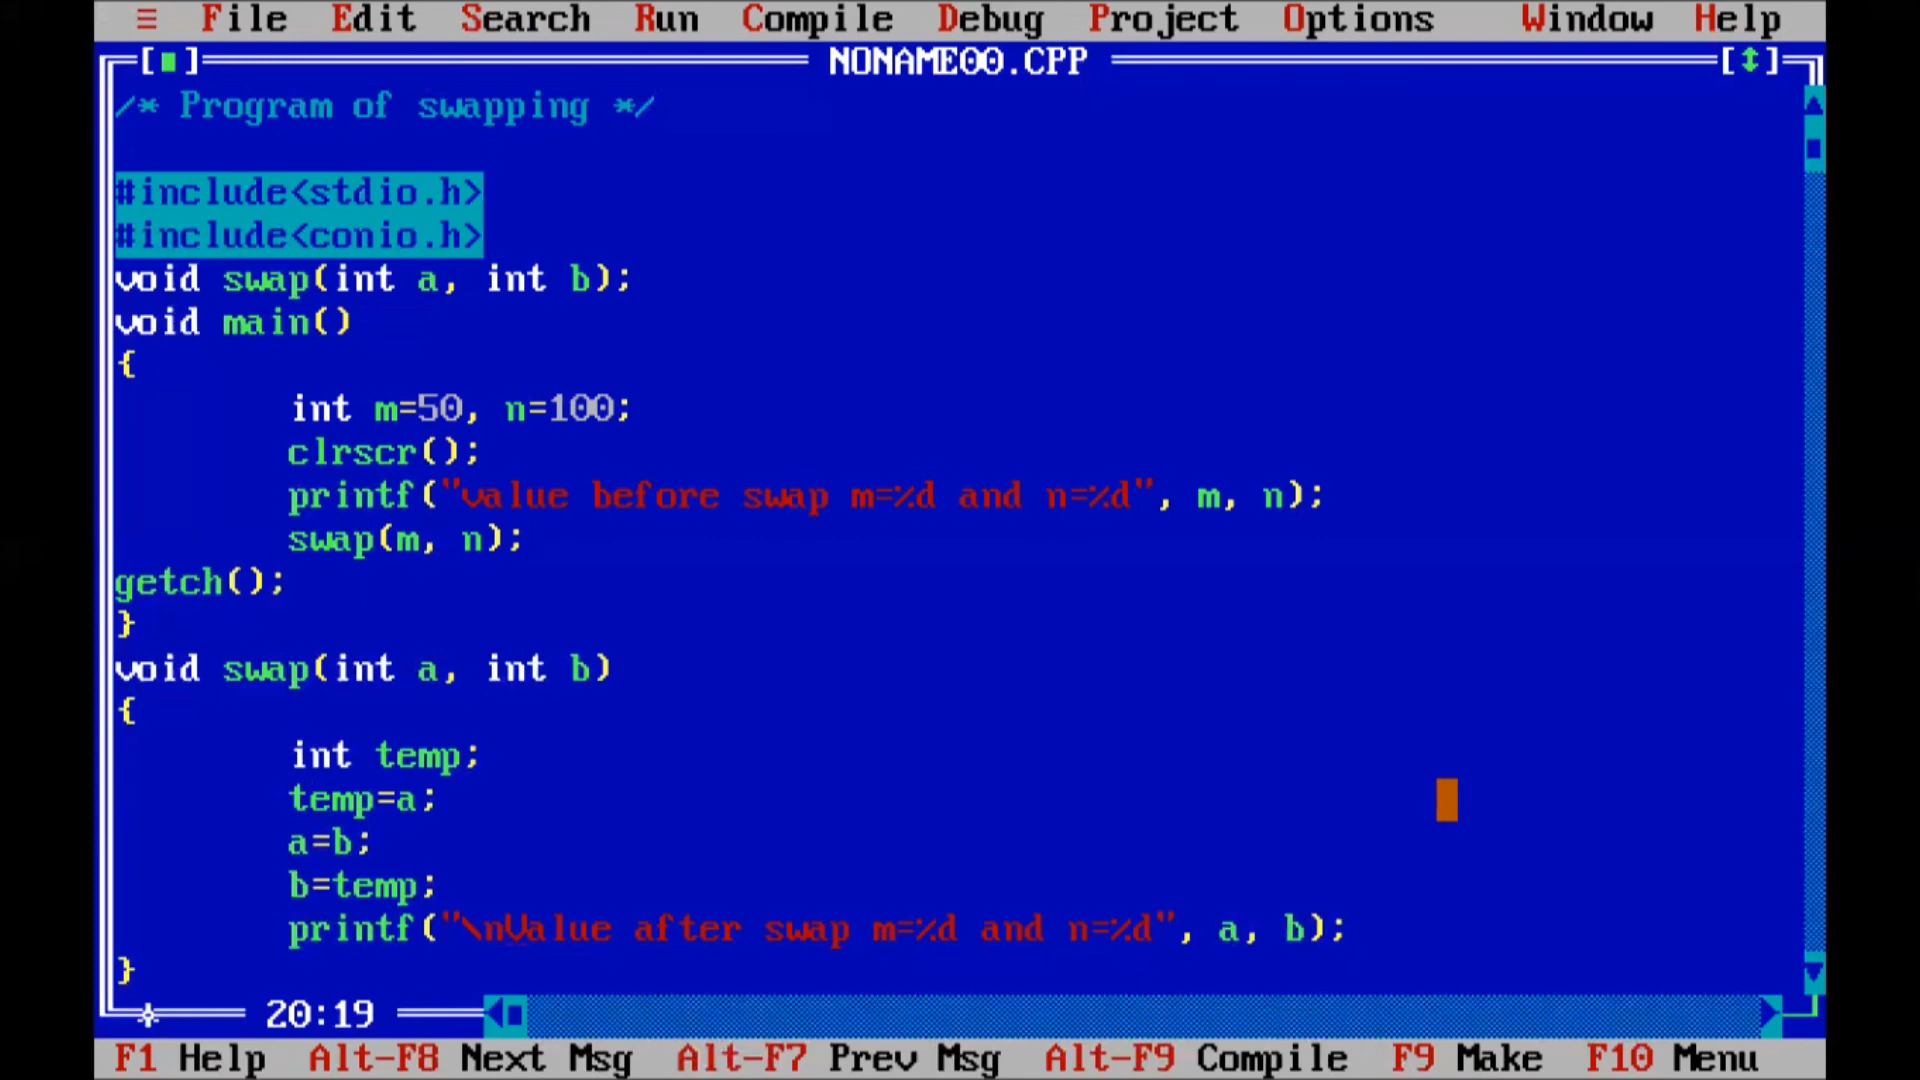 ≡ File Edit Search Run Compile Debug Project Options Window Help
[■] NONAME00.CPP [↕]
/* Program of swapping */
#include<stdio.h>
#include<conio.h>
void swap(int a, int b);
void main()
{
int m=50, n=100;
clrscr();
printf("value before swap m=%d and n=%d", m, n);
swap(m, n);
getch();
}
void swap(int a, int b)
{
int temp;
temp=a;
a=b;
b=temp;
printf("\nValue after swap m=%d and n=%d", a, b);
}
20:19
F1 Help Alt-F8 Next Msg Alt-F7 Prev Msg Alt-F9 Compile F9 Make F10 Menu